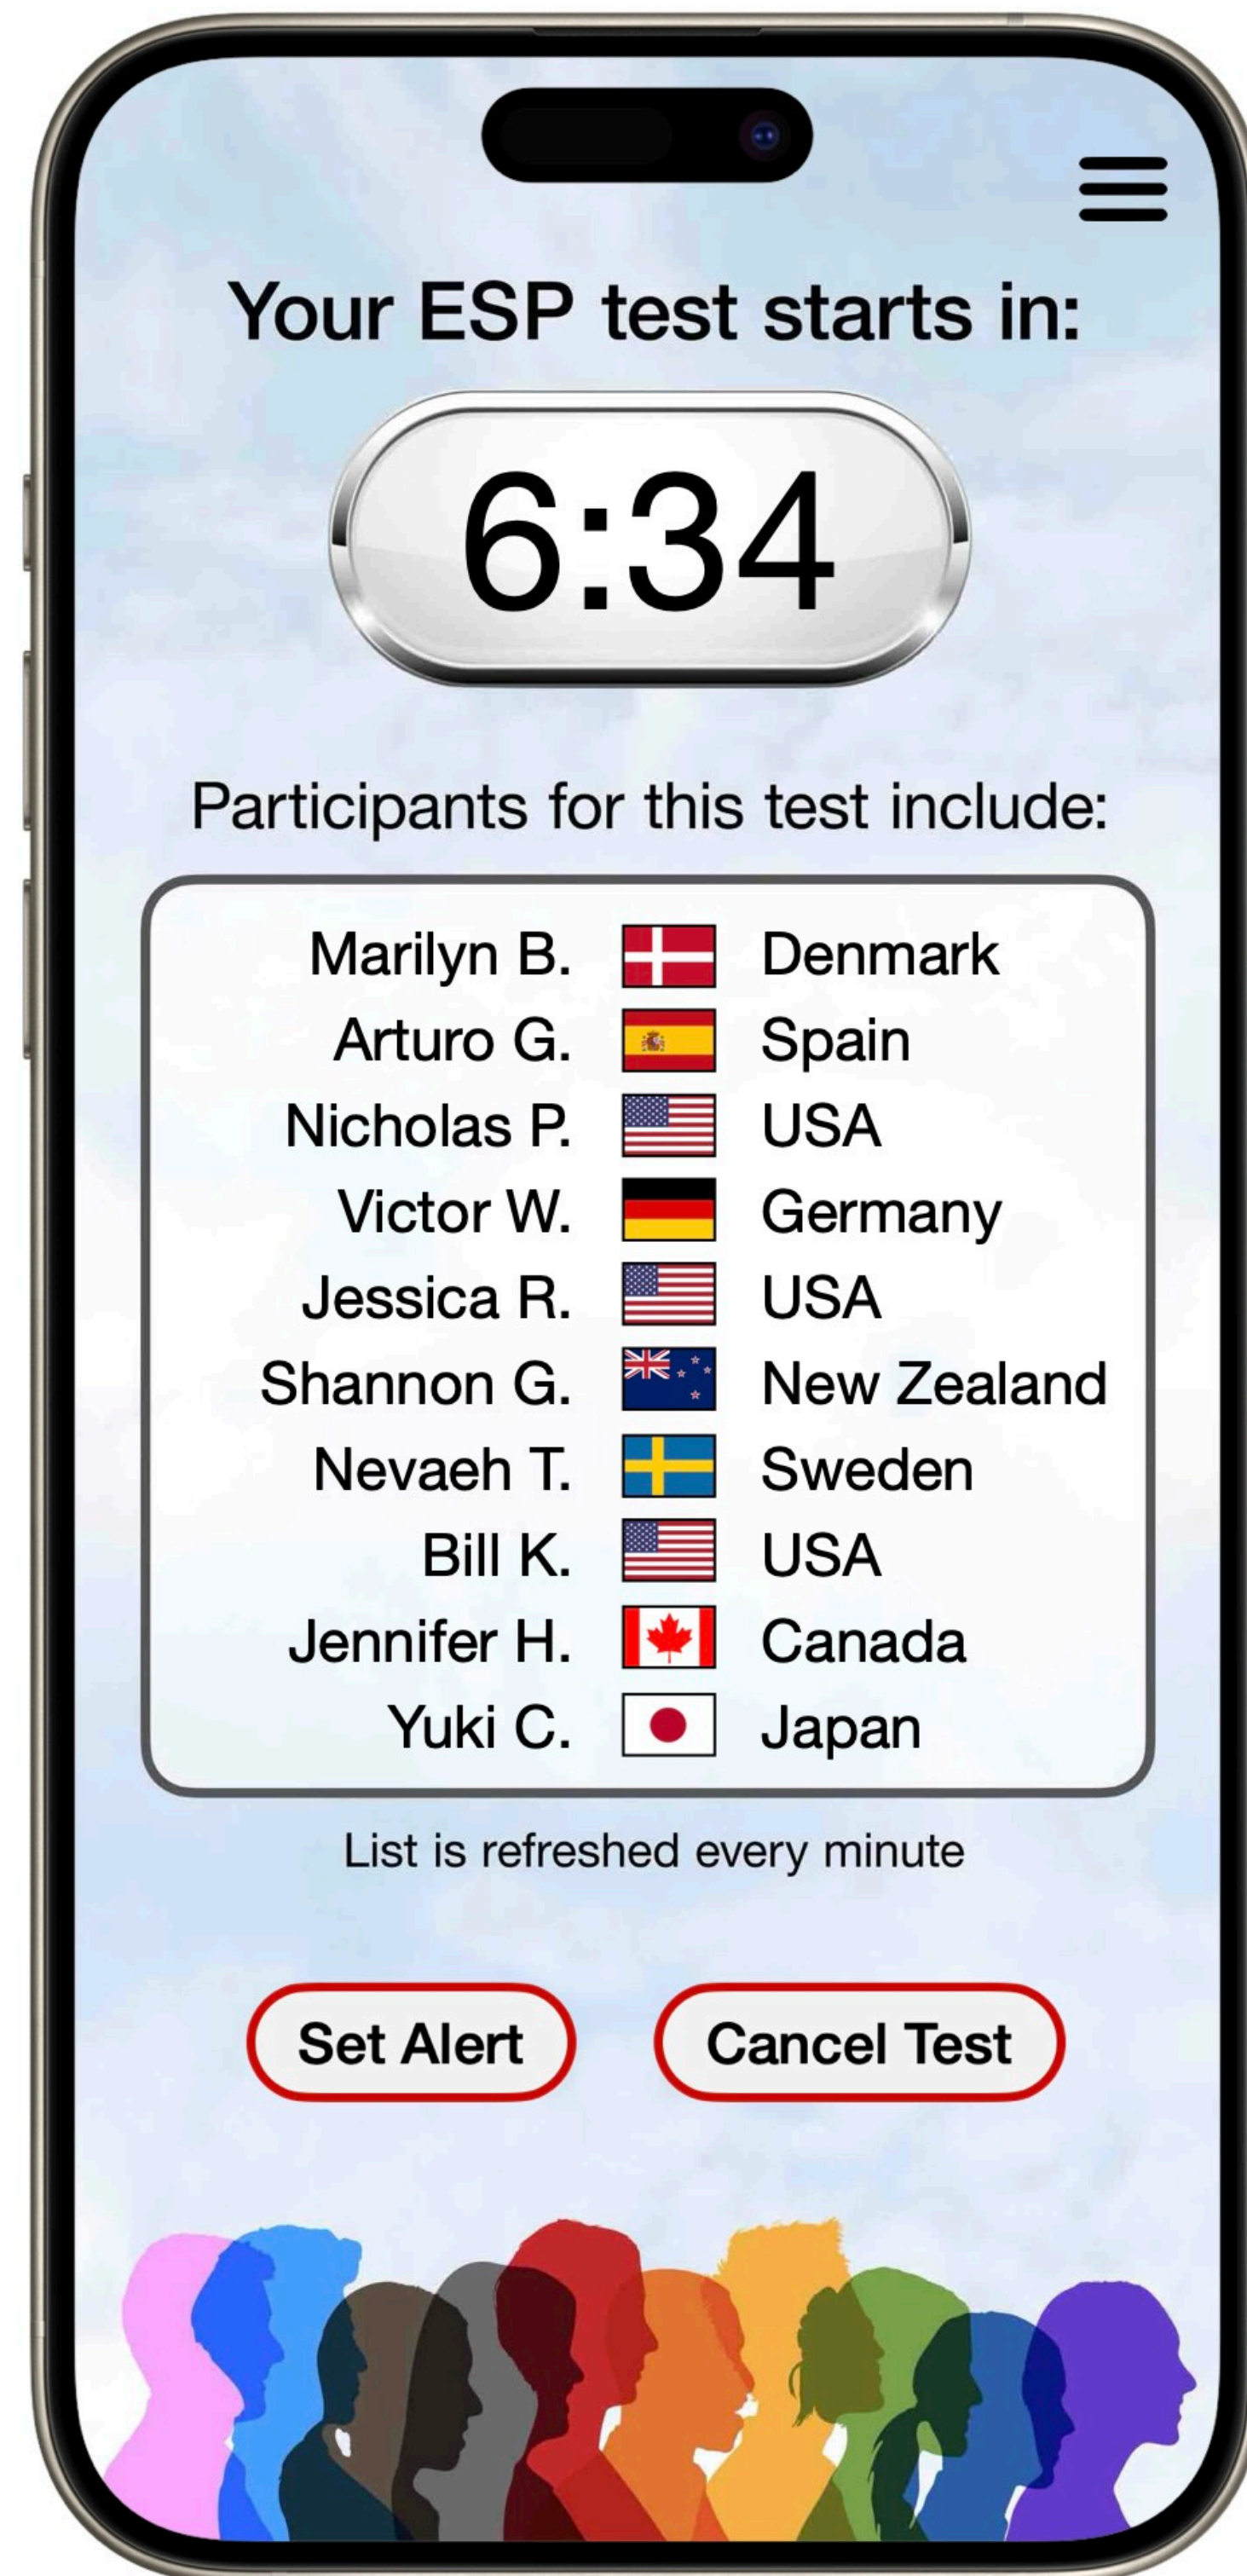 Your ESP test starts in:
6:34
Participants for this test include:
Marilyn B. Denmark
Arturo G. Spain
Nicholas P. USA
Victor W. Germany
Jessica R. USA
Shannon G. New Zealand
Nevaeh T. Sweden
Bill K. USA
Jennifer H. Canada
Yuki C. Japan
List is refreshed every minute
Set Alert Cancel Test